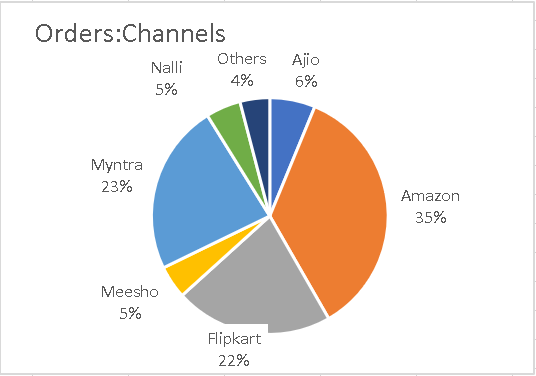 Orders:Channels
Others
4%
Ajio
6%
Nalli
5%
Myntra
23%
Amazon
35%
Meesho
5%
Flipkart
22%